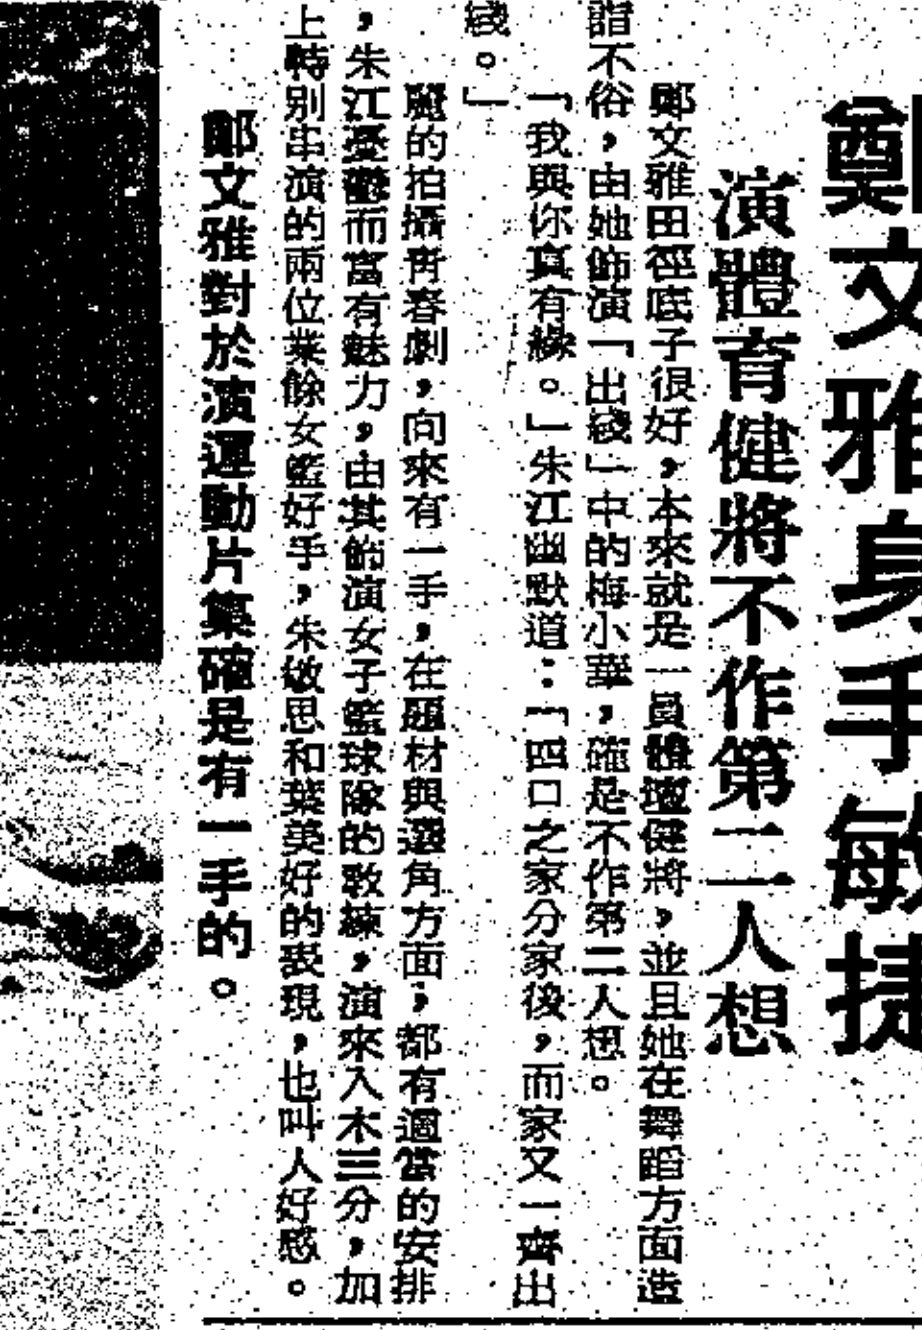 鄭文雅身手敏捷
演體育健將不作第二人想
鄭文雅田徑底子很好，本來就是一員體壇健將，並且她在舞蹈方面造
詣不俗，由她飾演「出綫」中的梅小華，確是不作第二人想。
「我與你真有緣。」朱江幽默道：「四口之家分家後，而家又一齊出
綫。」
麗的拍攝青春劇，向來有一手，在題材與選角方面，都有適當的安排
，朱江憂鬱而富有魅力，由其飾演女子籃球隊的教練，演來入木三分，加
上特別串演的兩位業餘女籃好手，朱敏思和葉美好的表現，也叫人好感。
鄭文雅對於演運動片集確是有一手的。